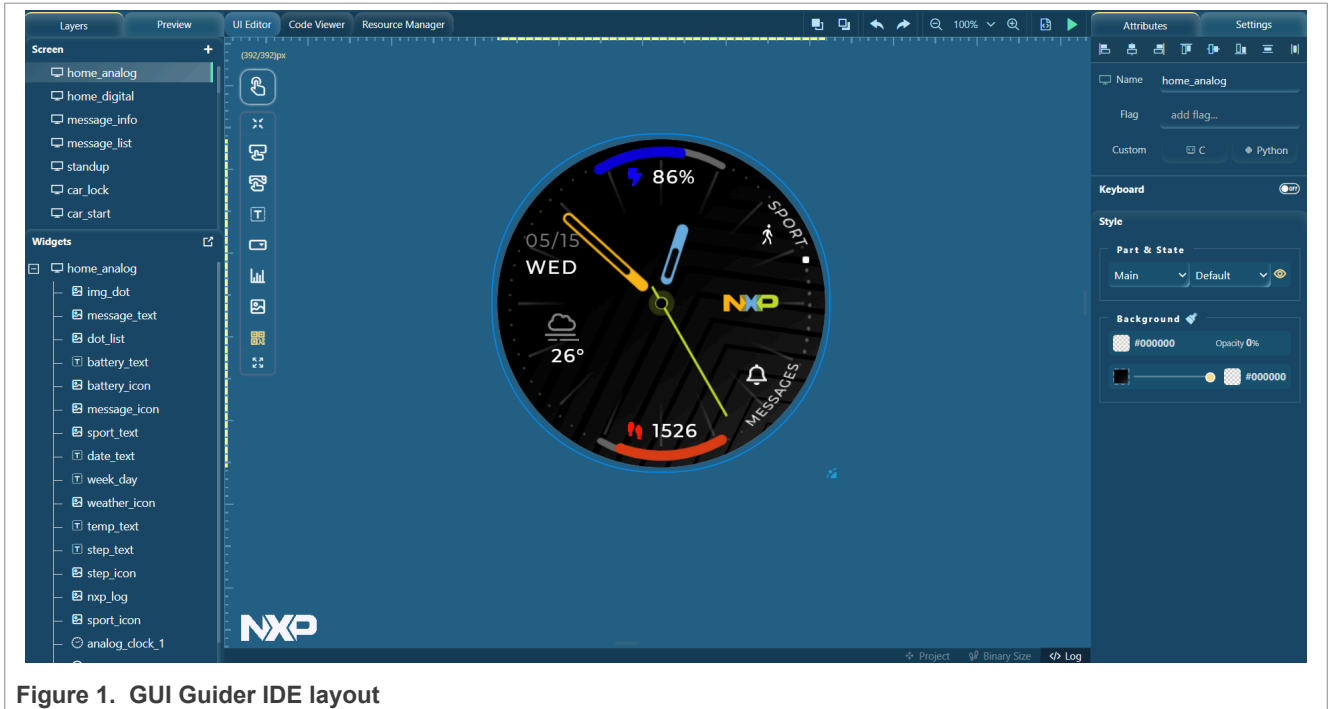 Layers
Preview
UI Editor
Code Viewer
Resource Manager
100%
Attributes
Settings
Screen
+
home_analog
home_digital
message_info
message_list
standup
car_lock
car_start
Widgets
home_analog
img_dot
message_text
dot_list
battery_text
battery_icon
message_icon
sport_text
date_text
week_day
weather_icon
temp_text
step_text
step_icon
nxp_log
sport_icon
analog_clock_1
(392/392)px
86%
SPORT
05/15
WED
NXP
26°
MESSAGES
1526
NXP
Project
Binary Size
</> Log
Name
home_analog
Flag
add flag...
Custom
C
Python
Keyboard
OFF
Style
Part & State
Main
Default
Background
#000000
Opacity 0%
#000000
Figure 1. GUI Guider IDE layout